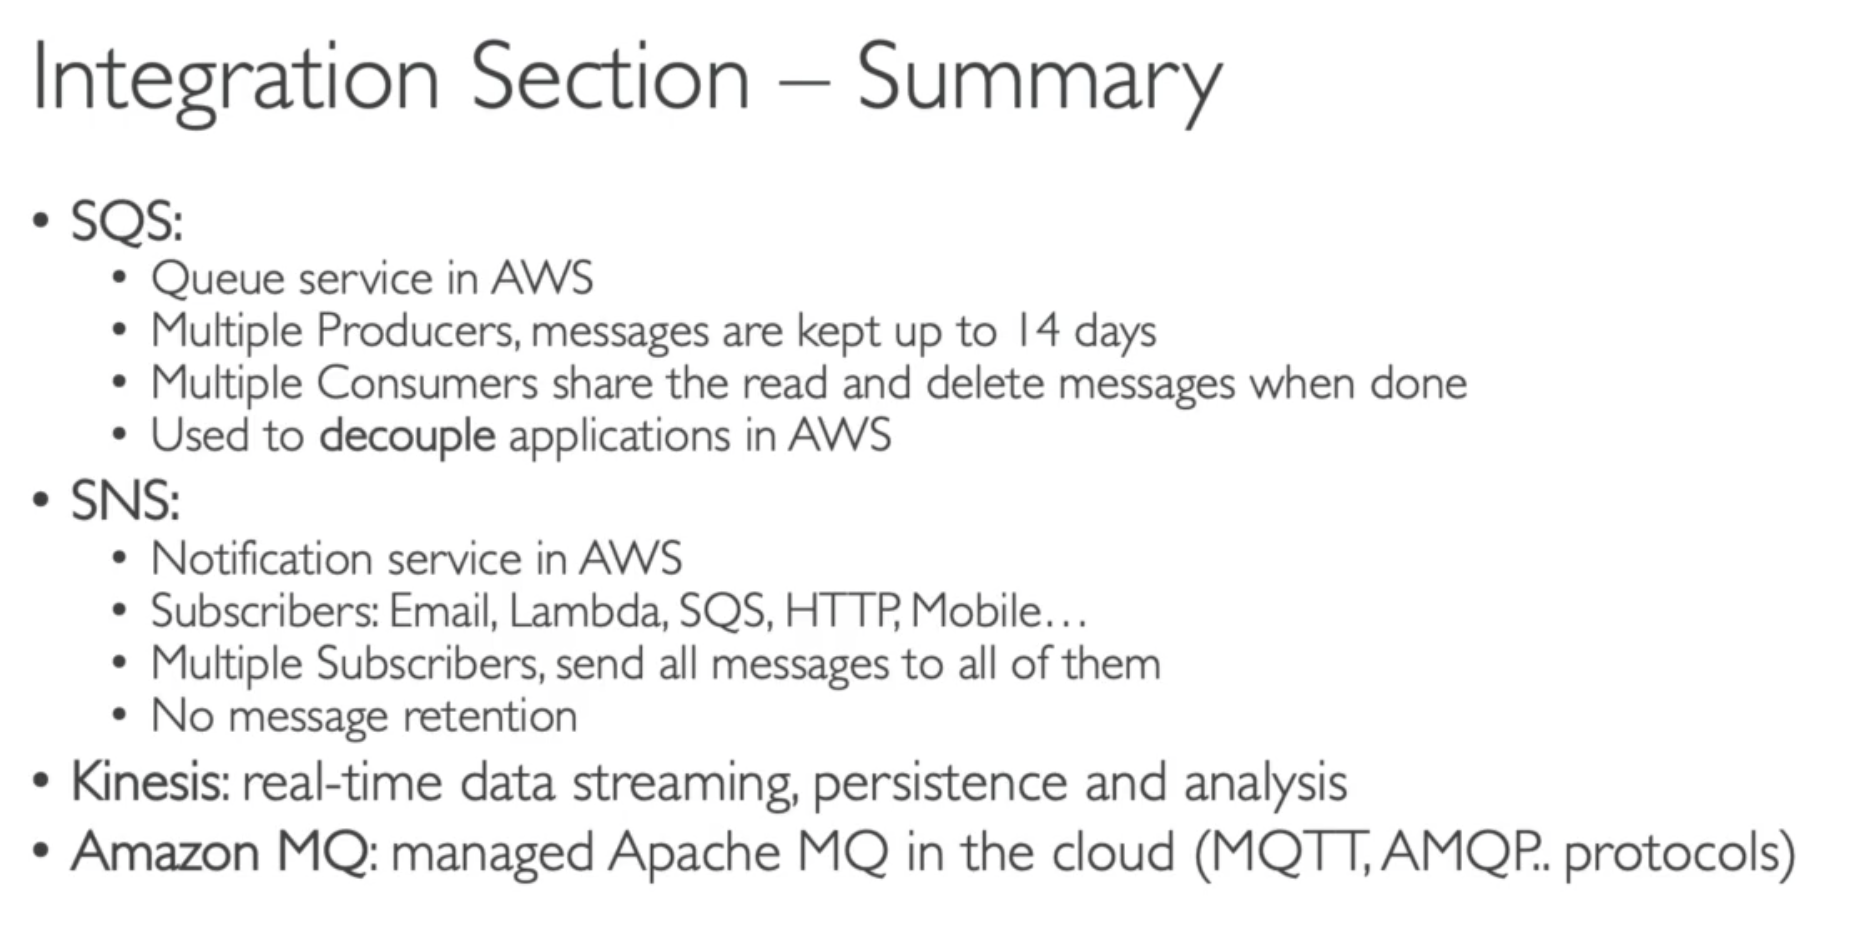 Integration Section – Summary
• SQS:
• Queue service in AWS
• Multiple Producers, messages are kept up to 14 days
• Multiple Consumers share the read and delete messages when done
• Used to decouple applications in AWS
• SNS:
• Notification service in AWS
• Subscribers: Email, Lambda, SQS, HTTP, Mobile…
• Multiple Subscribers, send all messages to all of them
• No message retention
• Kinesis: real-time data streaming, persistence and analysis
• Amazon MQ: managed Apache MQ in the cloud (MQTT, AMQP.. protocols)